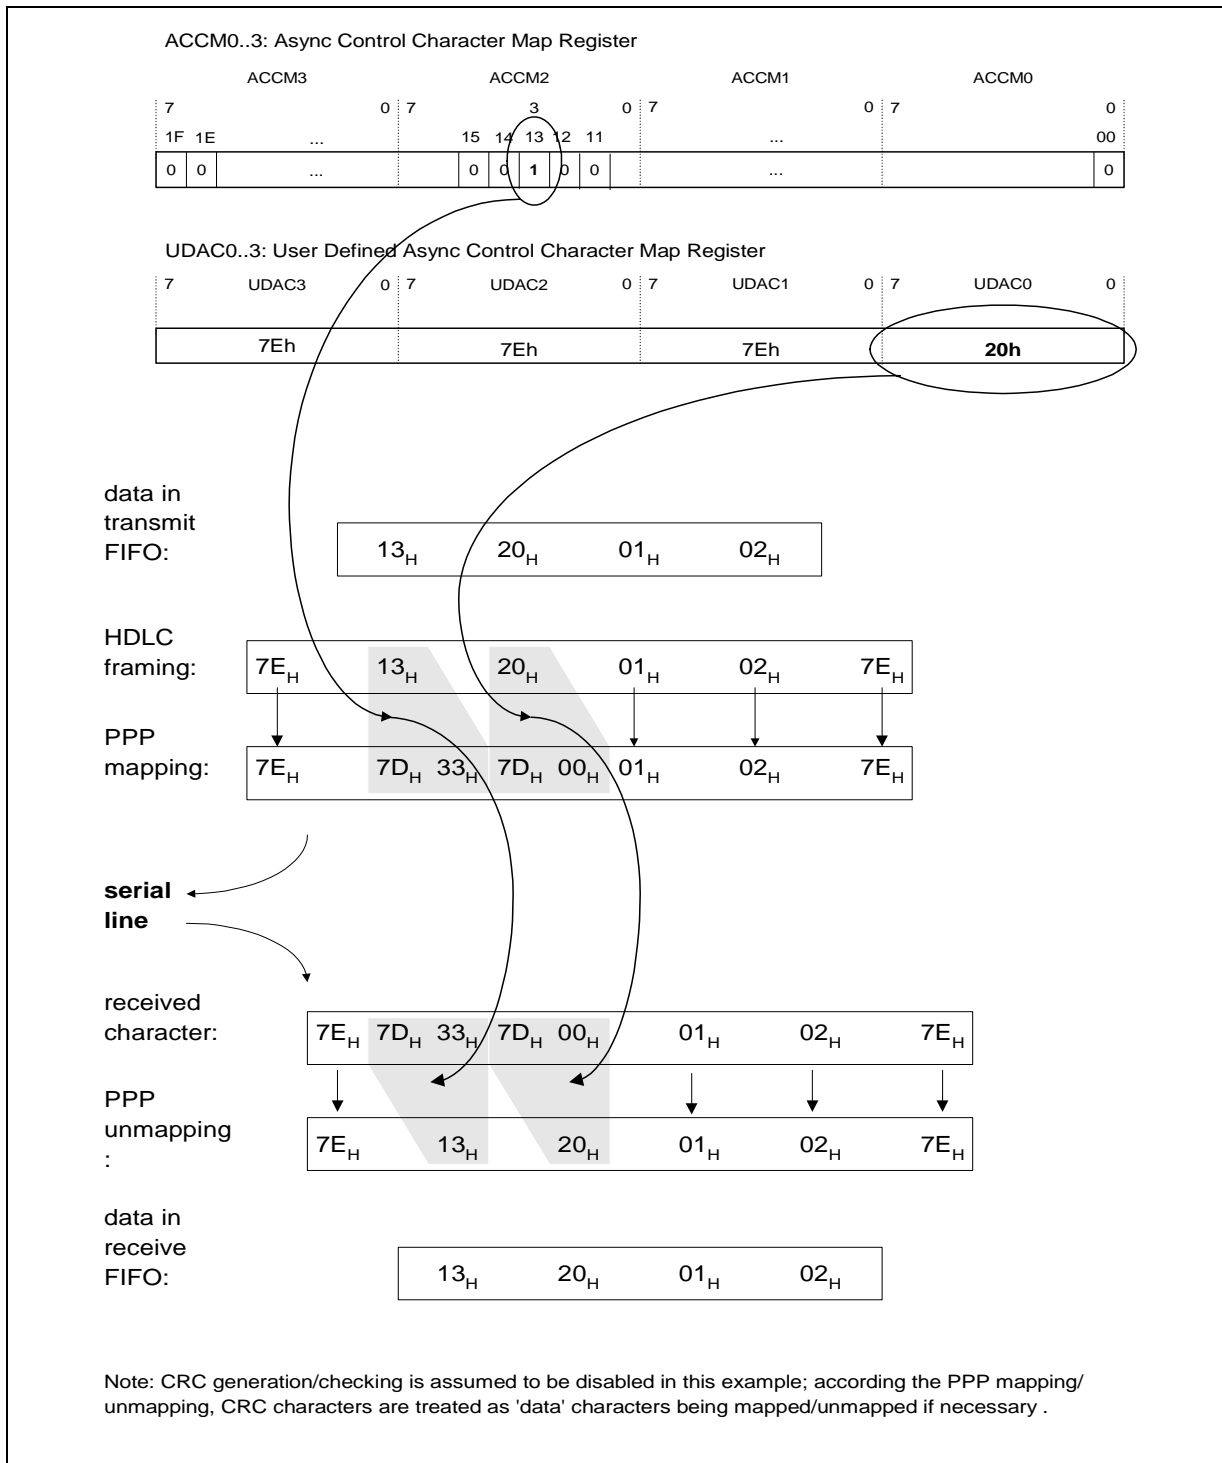 ACCM0..3: Async Control Character Map Register
ACCM3 ACCM2 ACCM1 ACCM0
7 0 7 3 0 7 0 7 0
1F 1E ... 15 14 13 12 11 ... 00
0 0 ... 0 0 1 0 0 ... 0
UDAC0..3: User Defined Async Control Character Map Register
7 UDAC3 0 7 UDAC2 0 7 UDAC1 0 7 UDAC0 0
7Eh 7Eh 7Eh 20h
data in
transmit
FIFO:
13H 20H 01H 02H
HDLC
framing:
7EH 13H 20H 01H 02H 7EH
PPP
mapping:
7EH 7DH 33H 7DH 00H 01H 02H 7EH
serial
line
received
character:
7EH 7DH 33H 7DH 00H 01H 02H 7EH
PPP
unmapping
:
7EH 13H 20H 01H 02H 7EH
data in
receive
FIFO:
13H 20H 01H 02H
Note: CRC generation/checking is assumed to be disabled in this example; according the PPP mapping/
unmapping, CRC characters are treated as 'data' characters being mapped/unmapped if necessary .